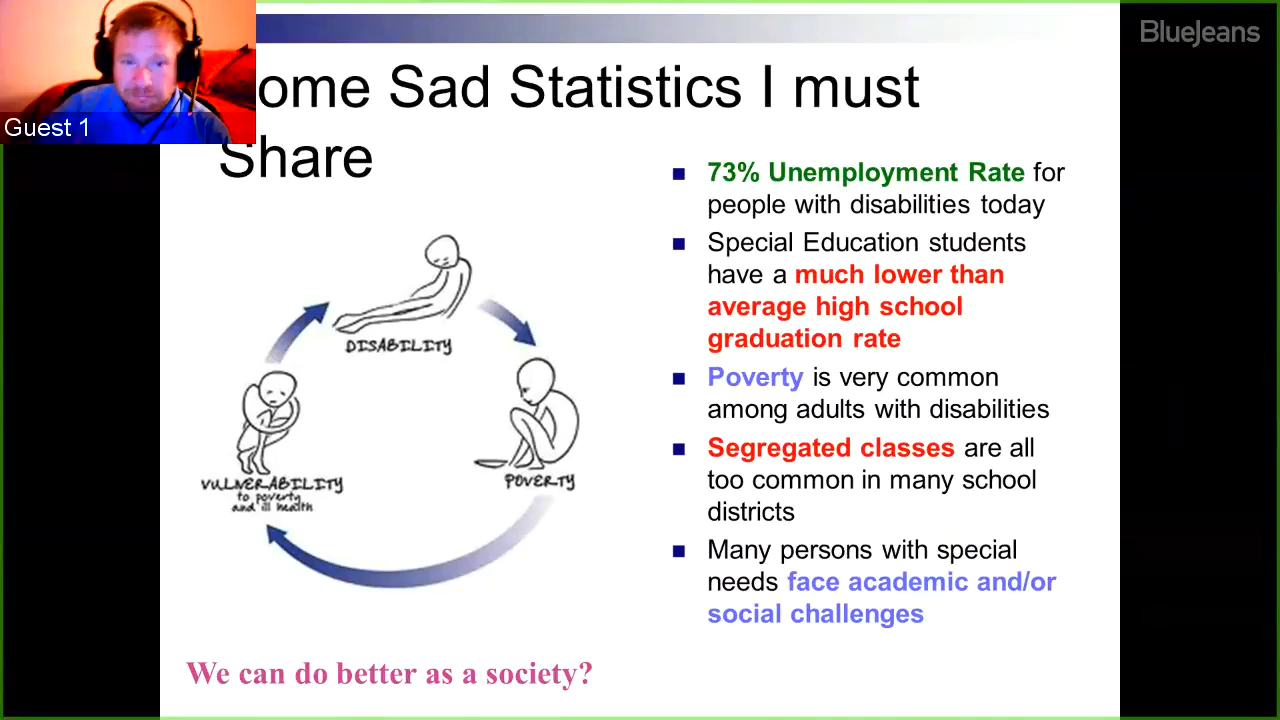 BlueJeans
Guest 1
ome Sad Statistics I must
Share
73% Unemployment Rate for
people with disabilities today
Special Education students
have a much lower than
average high school
graduation rate
Poverty is very common
among adults with disabilities
Segregated classes are all
too common in many school
districts
Many persons with special
needs face academic and/or
social challenges
DISABILITY
POVERTY
VULNERABILITY
to poverty
and ill health
We can do better as a society?